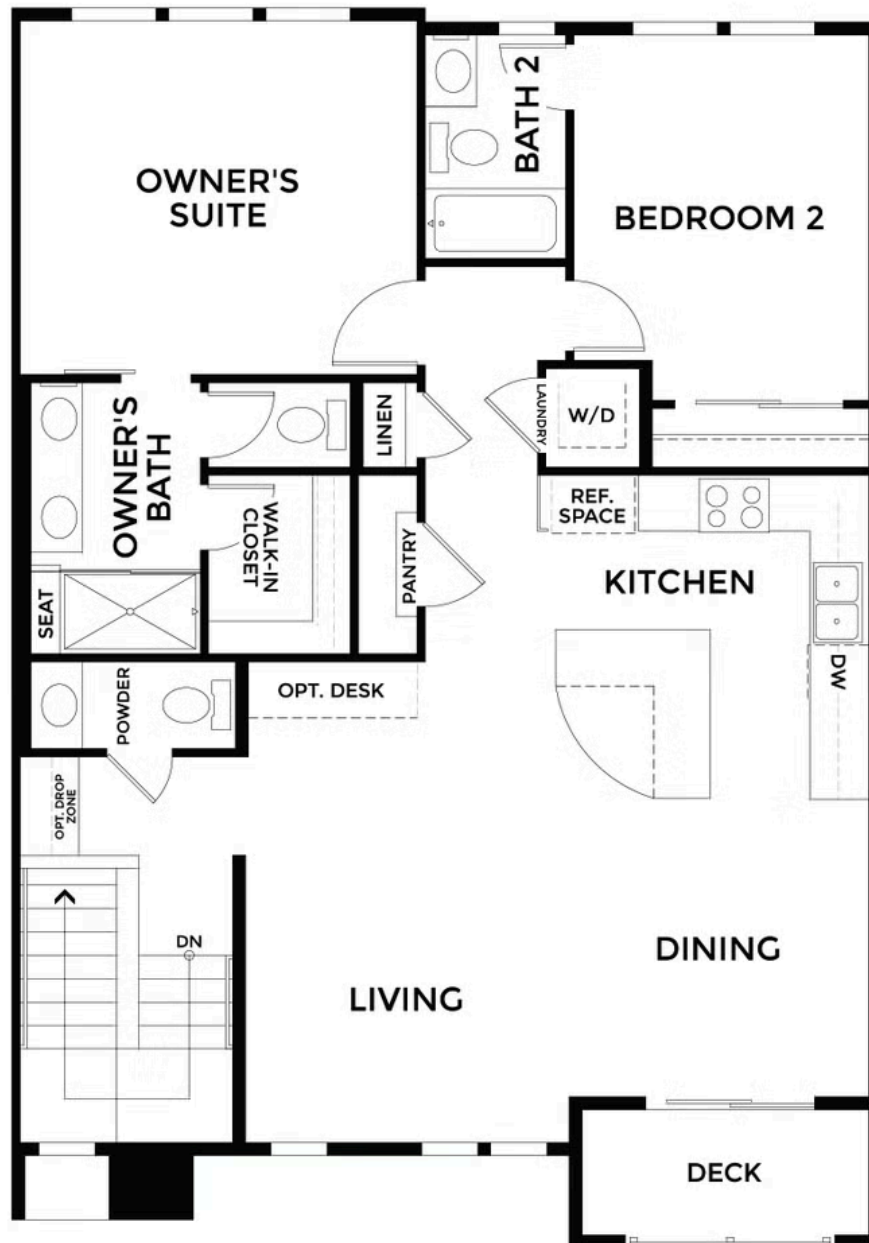 BATH 2
OWNER'S
SUITE
BEDROOM 2
OWNER'S
BATH
LINEN
LAUNDRY
W/D
WALK-IN
CLOSET
PANTRY
REF.
SPACE
KITCHEN
SEAT
POWDER
OPT. DESK
DW
OPT. DROP
ZONE
DN
DINING
LIVING
DECK